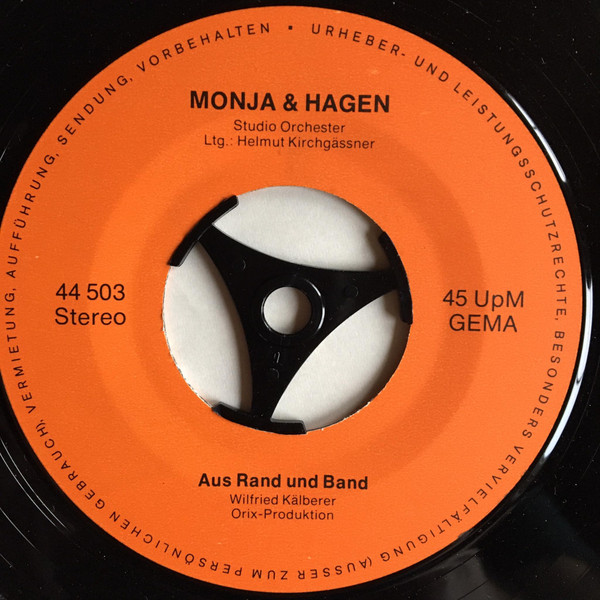 URHEBER- UND LEISTUNGSSCHUTZRECHTE, BESONDERS VERVIELFÄLTIGUNG (AUSSER ZUM PERSÖNLICHEN GEBRAUCH), VERMIETUNG, AUFFÜHRUNG, SENDUNG, VORBEHALTEN •
MONJA & HAGEN
Studio Orchester
Ltg.: Helmut Kirchgässner
44 503
Stereo
45 UpM
GEMA
Aus Rand und Band
Wilfried Kälberer
Orix-Produktion